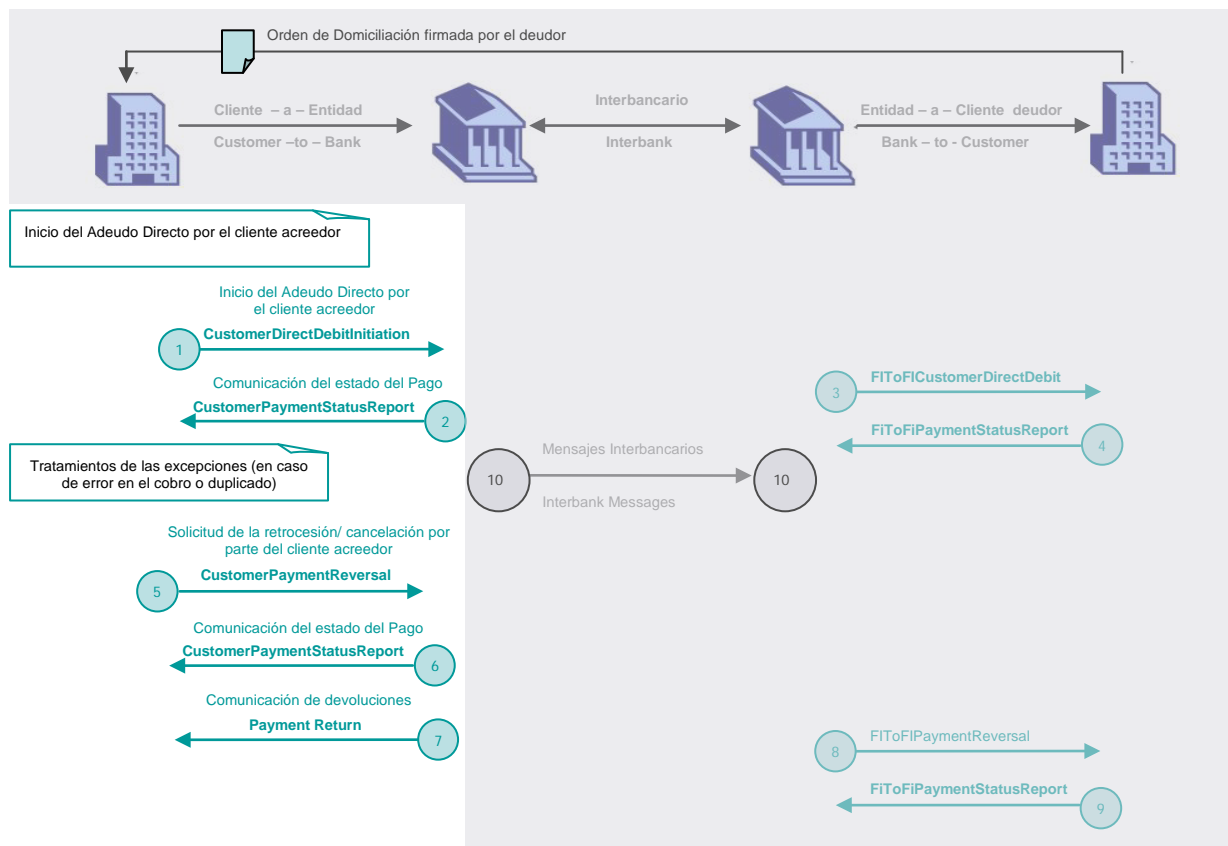 Orden de Domiciliación firmada por el deudor
Cliente – a – Entidad
Customer –to – Bank
Interbancario
Interbank
Entidad – a – Cliente deudor
Bank – to - Customer
Inicio del Adeudo Directo por el cliente acreedor
Inicio del Adeudo Directo por
el cliente acreedor
CustomerDirectDebitInitiation
1
Comunicación del estado del Pago
CustomerPaymentStatusReport
2
FIToFICustomerDirectDebit
3
FiToFiPaymentStatusReport
4
Tratamientos de las excepciones (en caso
de error en el cobro o duplicado)
Mensajes Interbancarios
10
10
Interbank Messages
Solicitud de la retrocesión/ cancelación por
parte del cliente acreedor
CustomerPaymentReversal
5
Comunicación del estado del Pago
CustomerPaymentStatusReport
6
Comunicación de devoluciones
Payment Return
7
FIToFIPaymentReversal
8
FiToFiPaymentStatusReport
9